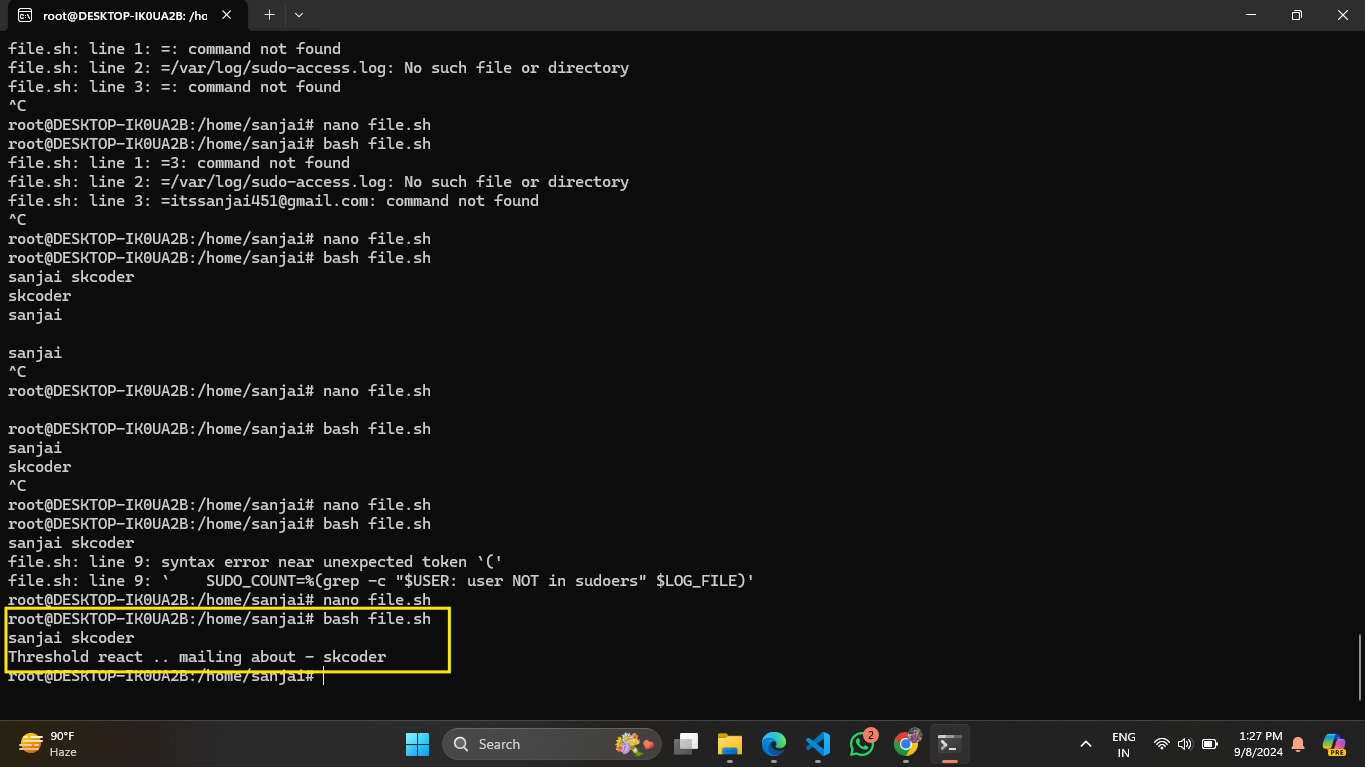 root@DESKTOP-IK0UA2B: /ho
file.sh: line 1: =: command not found
file.sh: line 2: =/var/log/sudo-access.log: No such file or directory
file.sh: line 3: =: command not found
^C
root@DESKTOP-IK0UA2B:/home/sanjai# nano file.sh
root@DESKTOP-IK0UA2B:/home/sanjai# bash file.sh
file.sh: line 1: =3: command not found
file.sh: line 2: =/var/log/sudo-access.log: No such file or directory
file.sh: line 3: =itssanjai451@gmail.com: command not found
^C
root@DESKTOP-IK0UA2B:/home/sanjai# nano file.sh
root@DESKTOP-IK0UA2B:/home/sanjai# bash file.sh
sanjai skcoder
skcoder
sanjai
sanjai
^C
root@DESKTOP-IK0UA2B:/home/sanjai# nano file.sh
root@DESKTOP-IK0UA2B:/home/sanjai# bash file.sh
sanjai
skcoder
^C
root@DESKTOP-IK0UA2B:/home/sanjai# nano file.sh
root@DESKTOP-IK0UA2B:/home/sanjai# bash file.sh
sanjai skcoder
file.sh: line 9: syntax error near unexpected token `('
file.sh: line 9: `    SUDO_COUNT=%(grep -c "$USER: user NOT in sudoers" $LOG_FILE)'
root@DESKTOP-IK0UA2B:/home/sanjai# nano file.sh
root@DESKTOP-IK0UA2B:/home/sanjai# bash file.sh
sanjai skcoder
Threshold react .. mailing about - skcoder
root@DESKTOP-IK0UA2B:/home/sanjai#
90°F
Haze
Search
2
ENG
IN
1:27 PM
9/8/2024
PRE